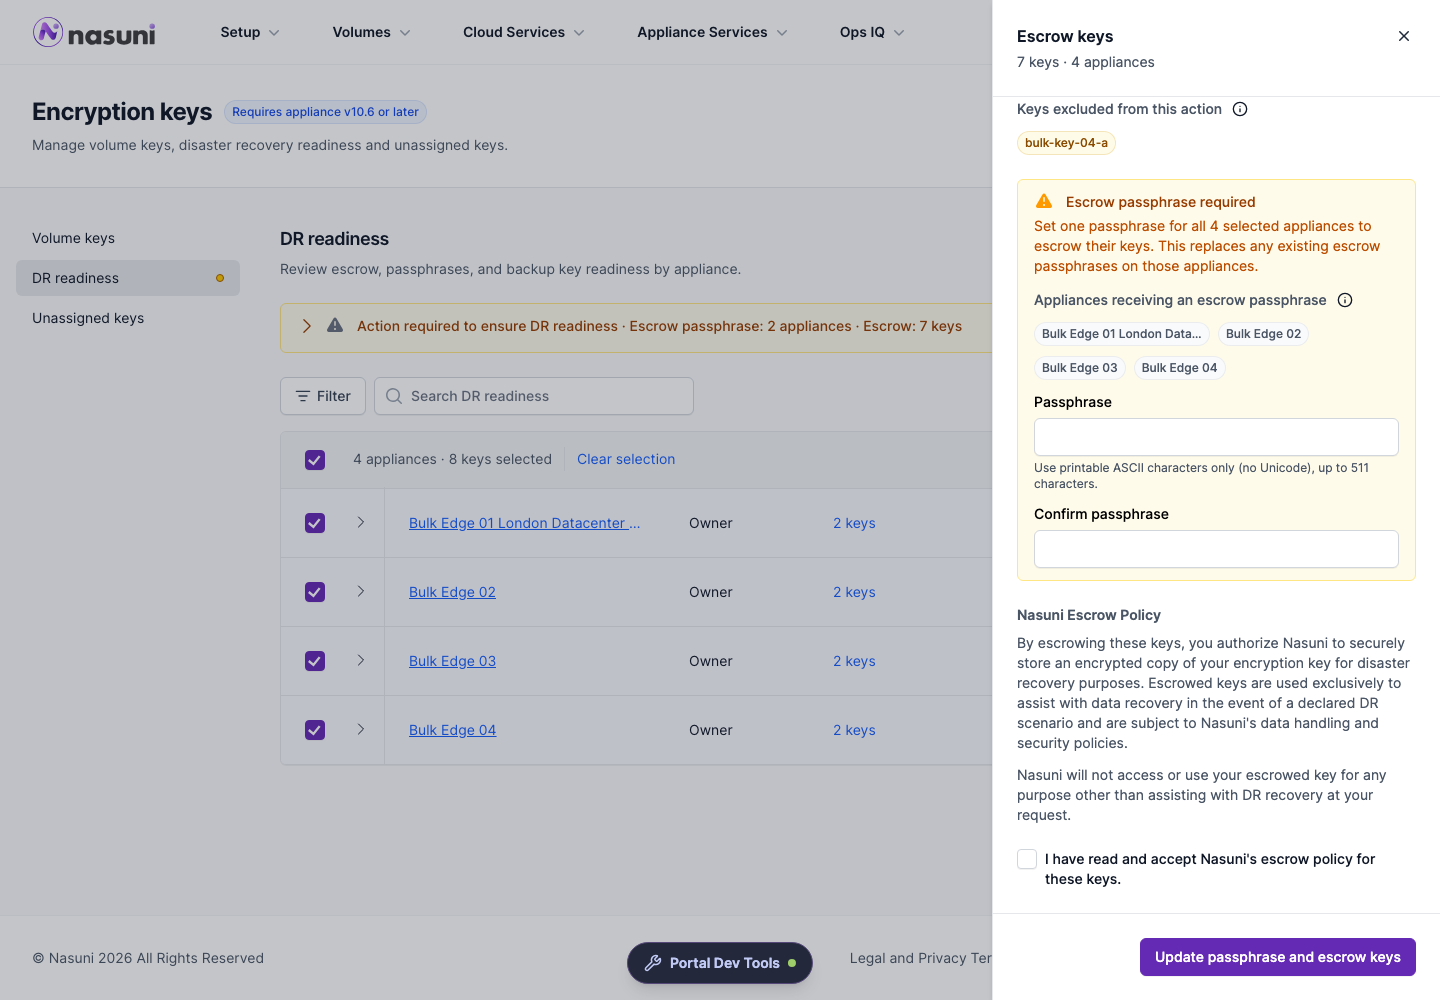 nasuni
Setup
Volumes
Cloud Services
Appliance Services
Ops IQ
Encryption keys
Requires appliance v10.6 or later
Manage volume keys, disaster recovery readiness and unassigned keys.
Volume keys
DR readiness
Unassigned keys
DR readiness
Review escrow, passphrases, and backup key readiness by appliance.
Action required to ensure DR readiness · Escrow passphrase: 2 appliances · Escrow: 7 keys
Filter
Search DR readiness
4 appliances · 8 keys selected
Clear selection
Bulk Edge 01 London Datacenter ...
Owner
2 keys
Bulk Edge 02
Owner
2 keys
Bulk Edge 03
Owner
2 keys
Bulk Edge 04
Owner
2 keys
© Nasuni 2026 All Rights Reserved
Portal Dev Tools
Legal and Privacy Ter
Escrow keys
7 keys · 4 appliances
Keys excluded from this action
bulk-key-04-a
Escrow passphrase required
Set one passphrase for all 4 selected appliances to
escrow their keys. This replaces any existing escrow
passphrases on those appliances.
Appliances receiving an escrow passphrase
Bulk Edge 01 London Data...
Bulk Edge 02
Bulk Edge 03
Bulk Edge 04
Passphrase
Use printable ASCII characters only (no Unicode), up to 511
characters.
Confirm passphrase
Nasuni Escrow Policy
By escrowing these keys, you authorize Nasuni to securely
store an encrypted copy of your encryption key for disaster
recovery purposes. Escrowed keys are used exclusively to
assist with data recovery in the event of a declared DR
scenario and are subject to Nasuni's data handling and
security policies.
Nasuni will not access or use your escrowed key for any
purpose other than assisting with DR recovery at your
request.
I have read and accept Nasuni's escrow policy for
these keys.
Update passphrase and escrow keys